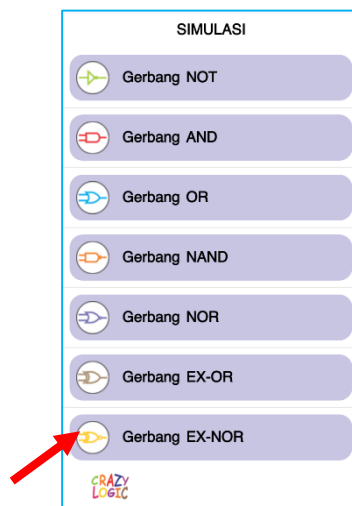 SIMULASI
Gerbang NOT
Gerbang AND
Gerbang OR
Gerbang NAND
Gerbang NOR
Gerbang EX-OR
Gerbang EX-NOR
CRAZY
LOGIC